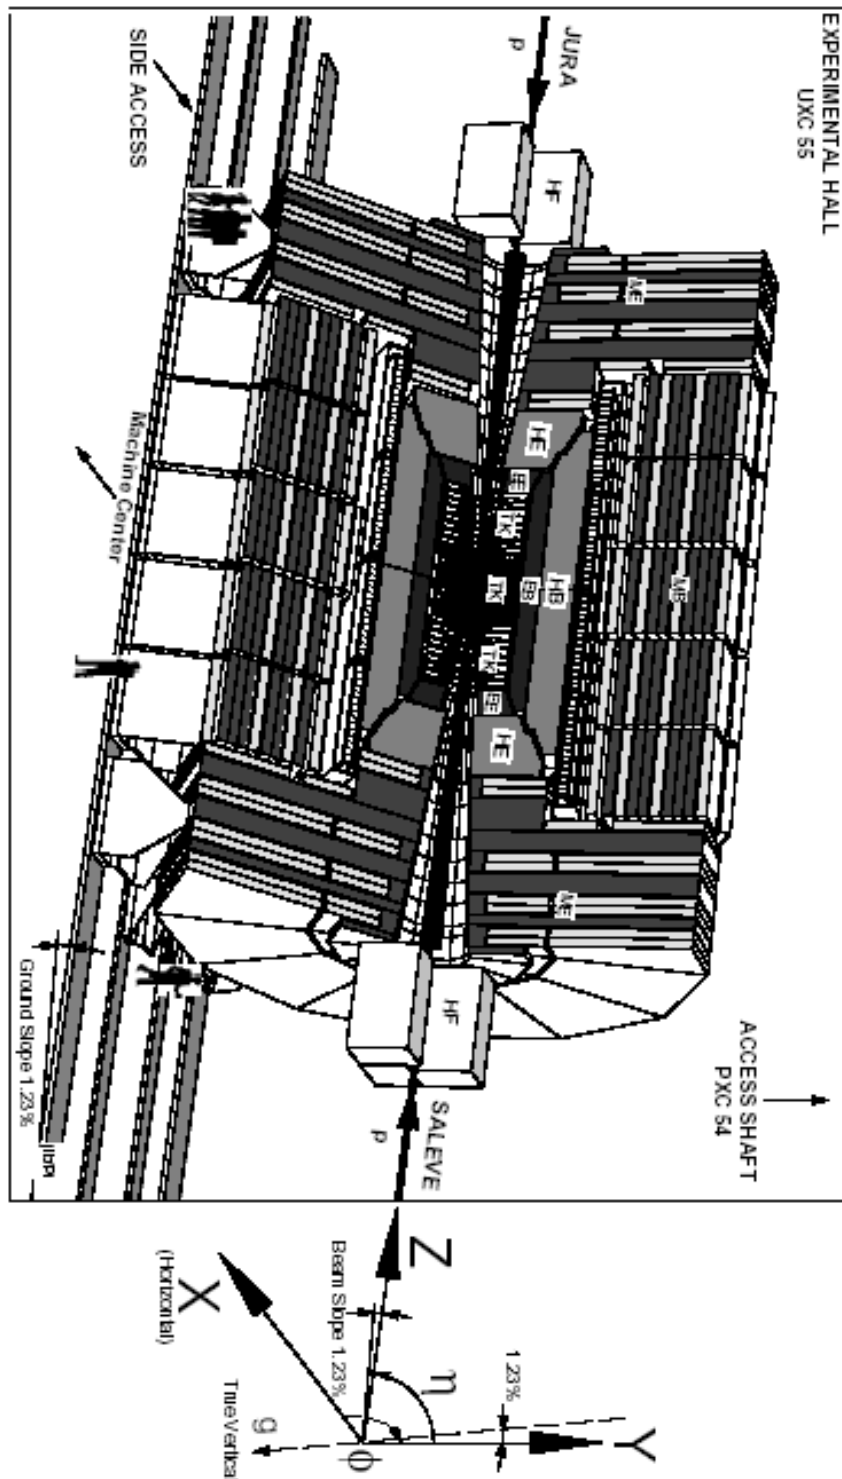 EXPERIMENTAL HALL
UXC 55
JURA
p
SIDE ACCESS
HF
ME
HE
EE
TK
TK
EB
HB
MB
TK
EE
HE
ME
HF
Machine Center
Ground Slope 1.23%
ACCESS SHAFT
PXC 54
SALEVE
p
Z
X
(Horizontal)
Beam Slope 1.23%
η
1.23%
Y
g
True Vertical
Φ